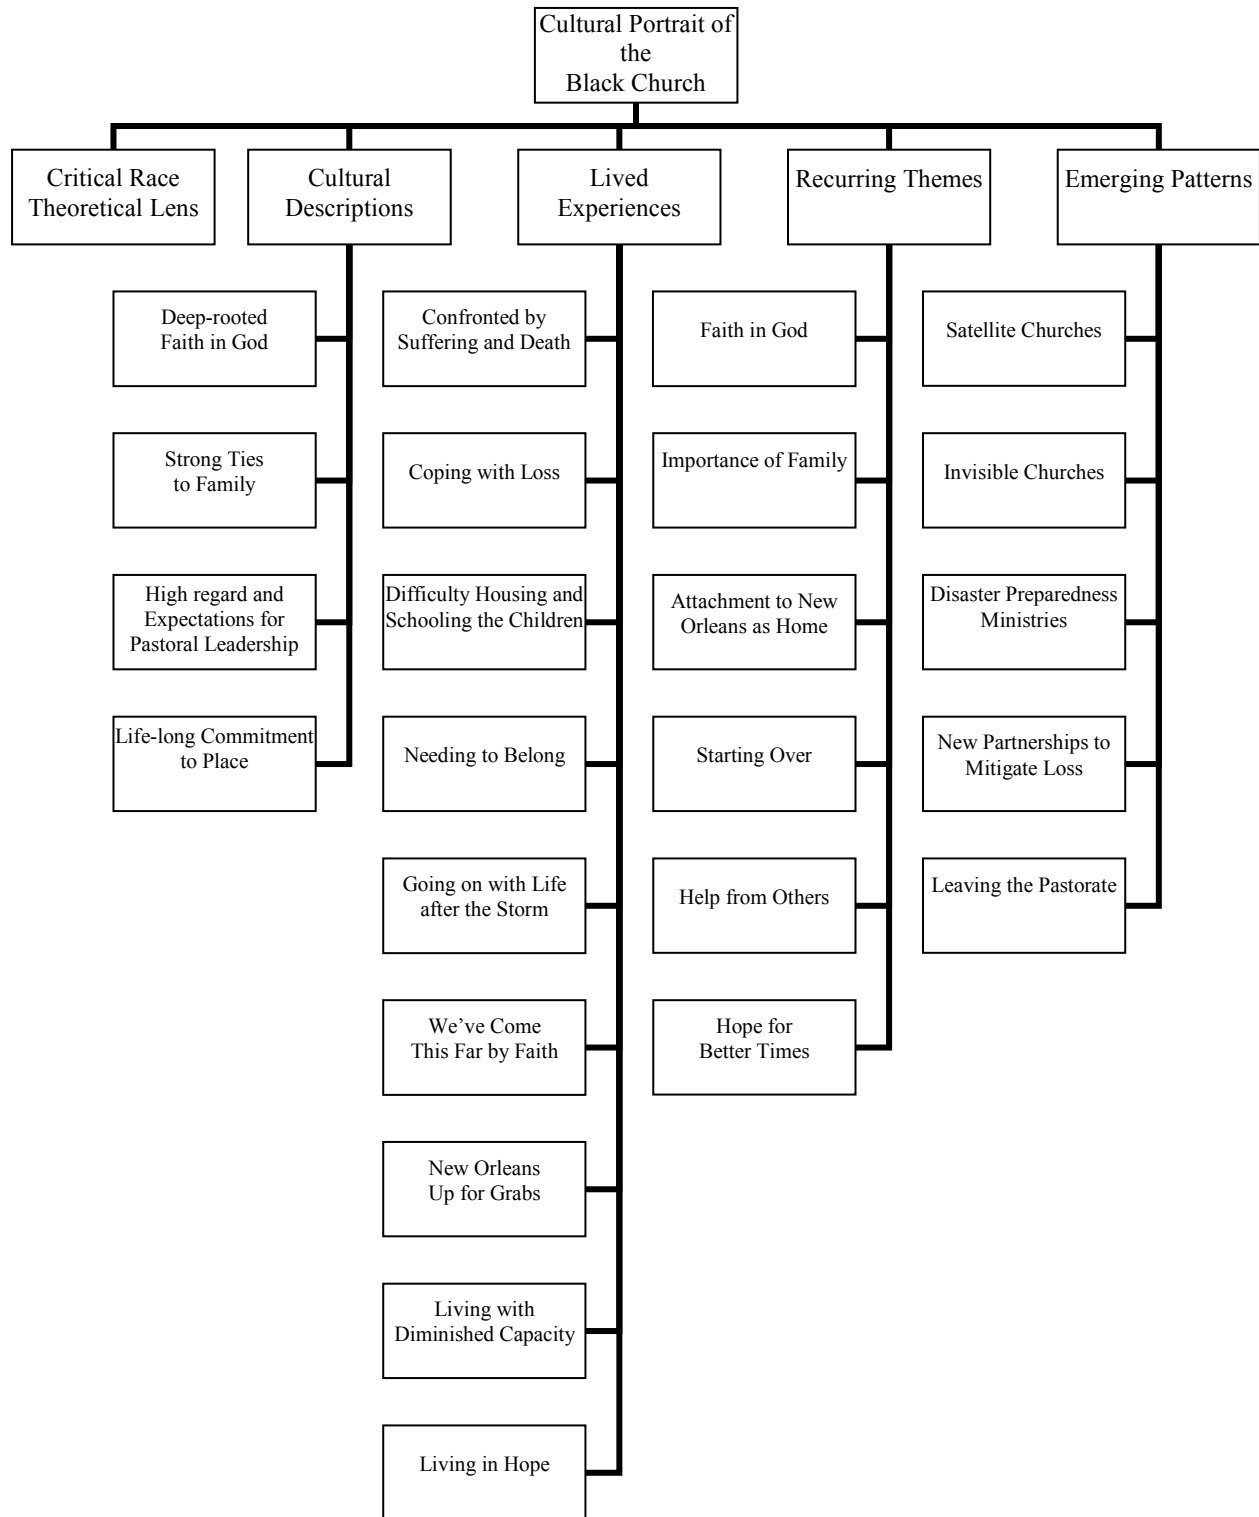 Cultural Portrait of
the
Black Church
Critical Race
Theoretical Lens
Cultural
Descriptions
Lived
Experiences
Recurring Themes
Emerging Patterns
Deep-rooted
Faith in God
Strong Ties
to Family
High regard and
Expectations for
Pastoral Leadership
Life-long Commitment
to Place
Confronted by
Suffering and Death
Coping with Loss
Difficulty Housing and
Schooling the Children
Needing to Belong
Going on with Life
after the Storm
We’ve Come
This Far by Faith
New Orleans
Up for Grabs
Living with
Diminished Capacity
Living in Hope
Faith in God
Importance of Family
Attachment to New
Orleans as Home
Starting Over
Help from Others
Hope for
Better Times
Satellite Churches
Invisible Churches
Disaster Preparedness
Ministries
New Partnerships to
Mitigate Loss
Leaving the Pastorate